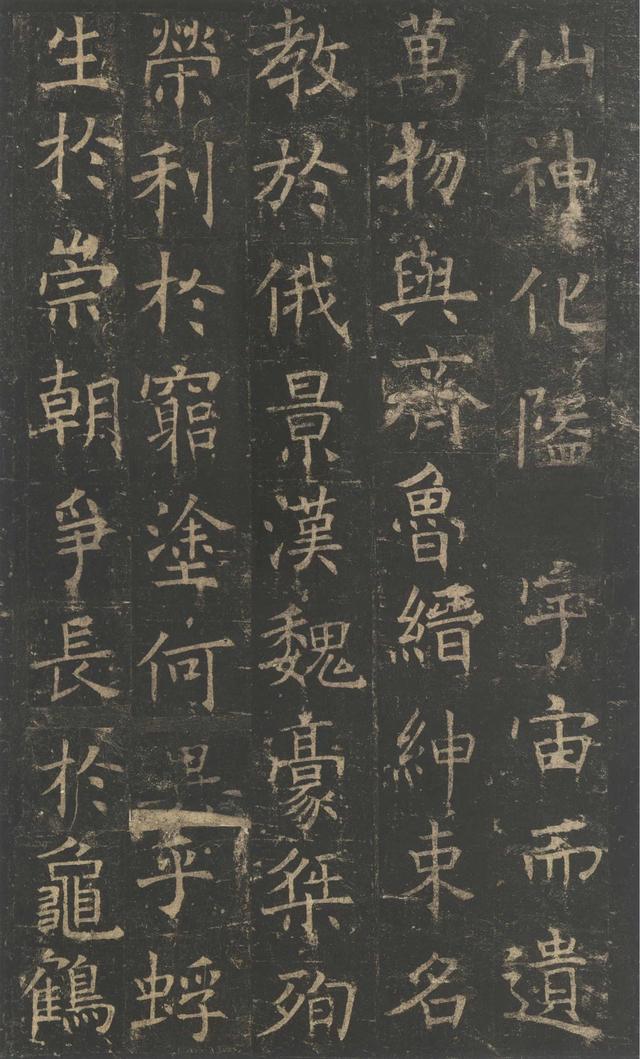 仙神化隘 宇宙而遺
萬物與齊魯縉紳束名
教於俄景漢魏豪桀殉
榮利於窮塗何異乎蜉
生於崇朝爭長於龜鶴